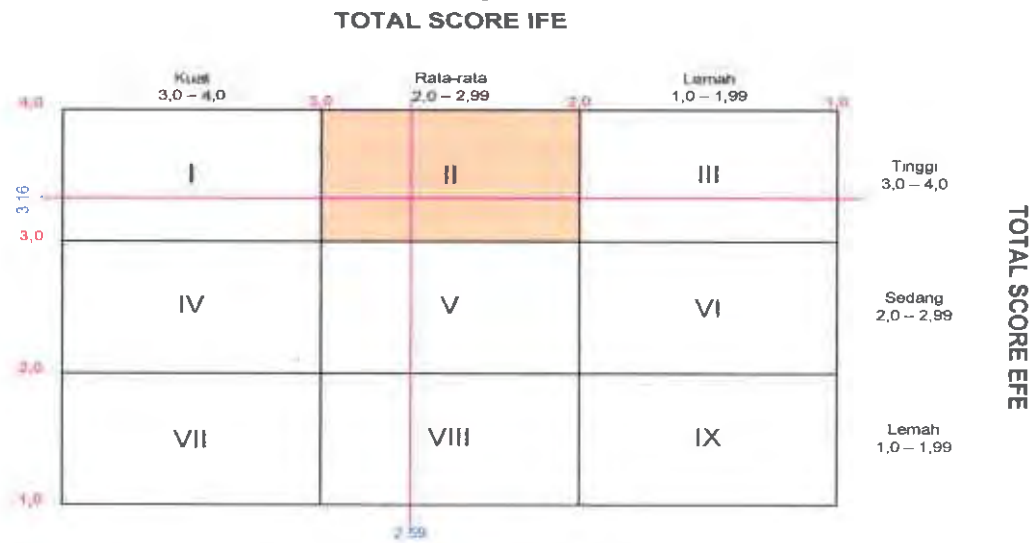 TOTAL SCORE IFE
Kuat
3,0 – 4,0
Rata-rata
2,0 – 2,99
Lemah
1,0 – 1,99
4,0
3,0
2,0
1,0
I
II
III
Tinggi
3,0 – 4,0
3 16
3,0
IV
V
VI
Sedang
2,0 – 2,99
2,0
VII
VIII
IX
Lemah
1,0 – 1,99
1,0
2,59
TOTAL SCORE EFE